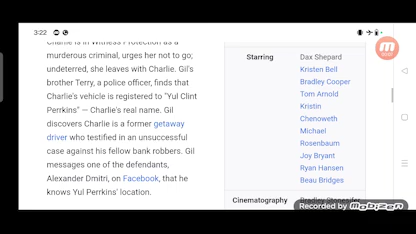 3:22
Charlie is in Witness Protection as a
murderous criminal, urges her not to go;
undeterred, she leaves with Charlie. Gil's
brother Terry, a police officer, finds that
Charlie's vehicle is registered to "Yul Clint
Perkins" — Charlie's real name. Gil
discovers Charlie is a former getaway
driver who testified in an unsuccessful
case against his fellow bank robbers. Gil
messages one of the defendants,
Alexander Dmitri, on Facebook, that he
knows Yul Perrkins' location.
Starring
Dax Shepard
Kristen Bell
Bradley Cooper
Tom Arnold
Kristin
Chenoweth
Michael
Rosenbaum
Joy Bryant
Ryan Hansen
Beau Bridges
Cinematography
Bradley Stonesifer
Recorded by Mobizen